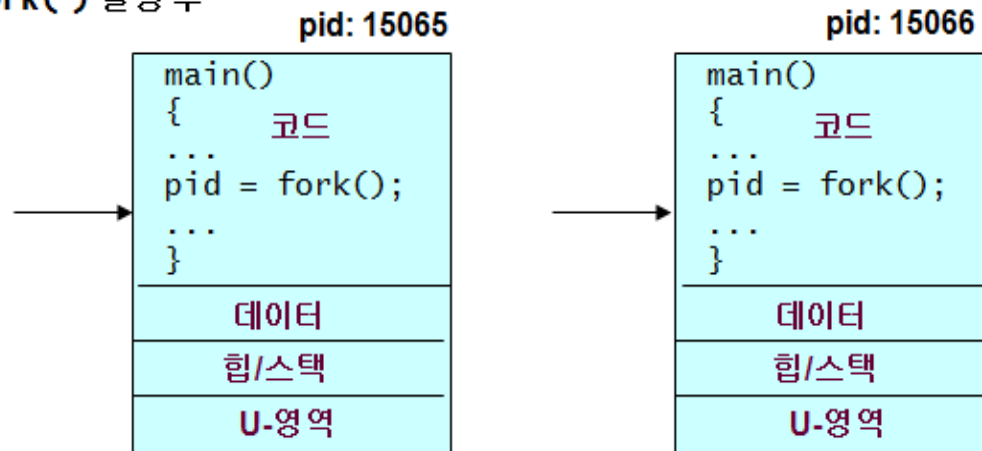 pid: 15065
main()
{
코드
...
pid = fork();
...
}
데이터
힙/스택
U-영역
pid: 15066
main()
{
코드
...
pid = fork();
...
}
데이터
힙/스택
U-영역